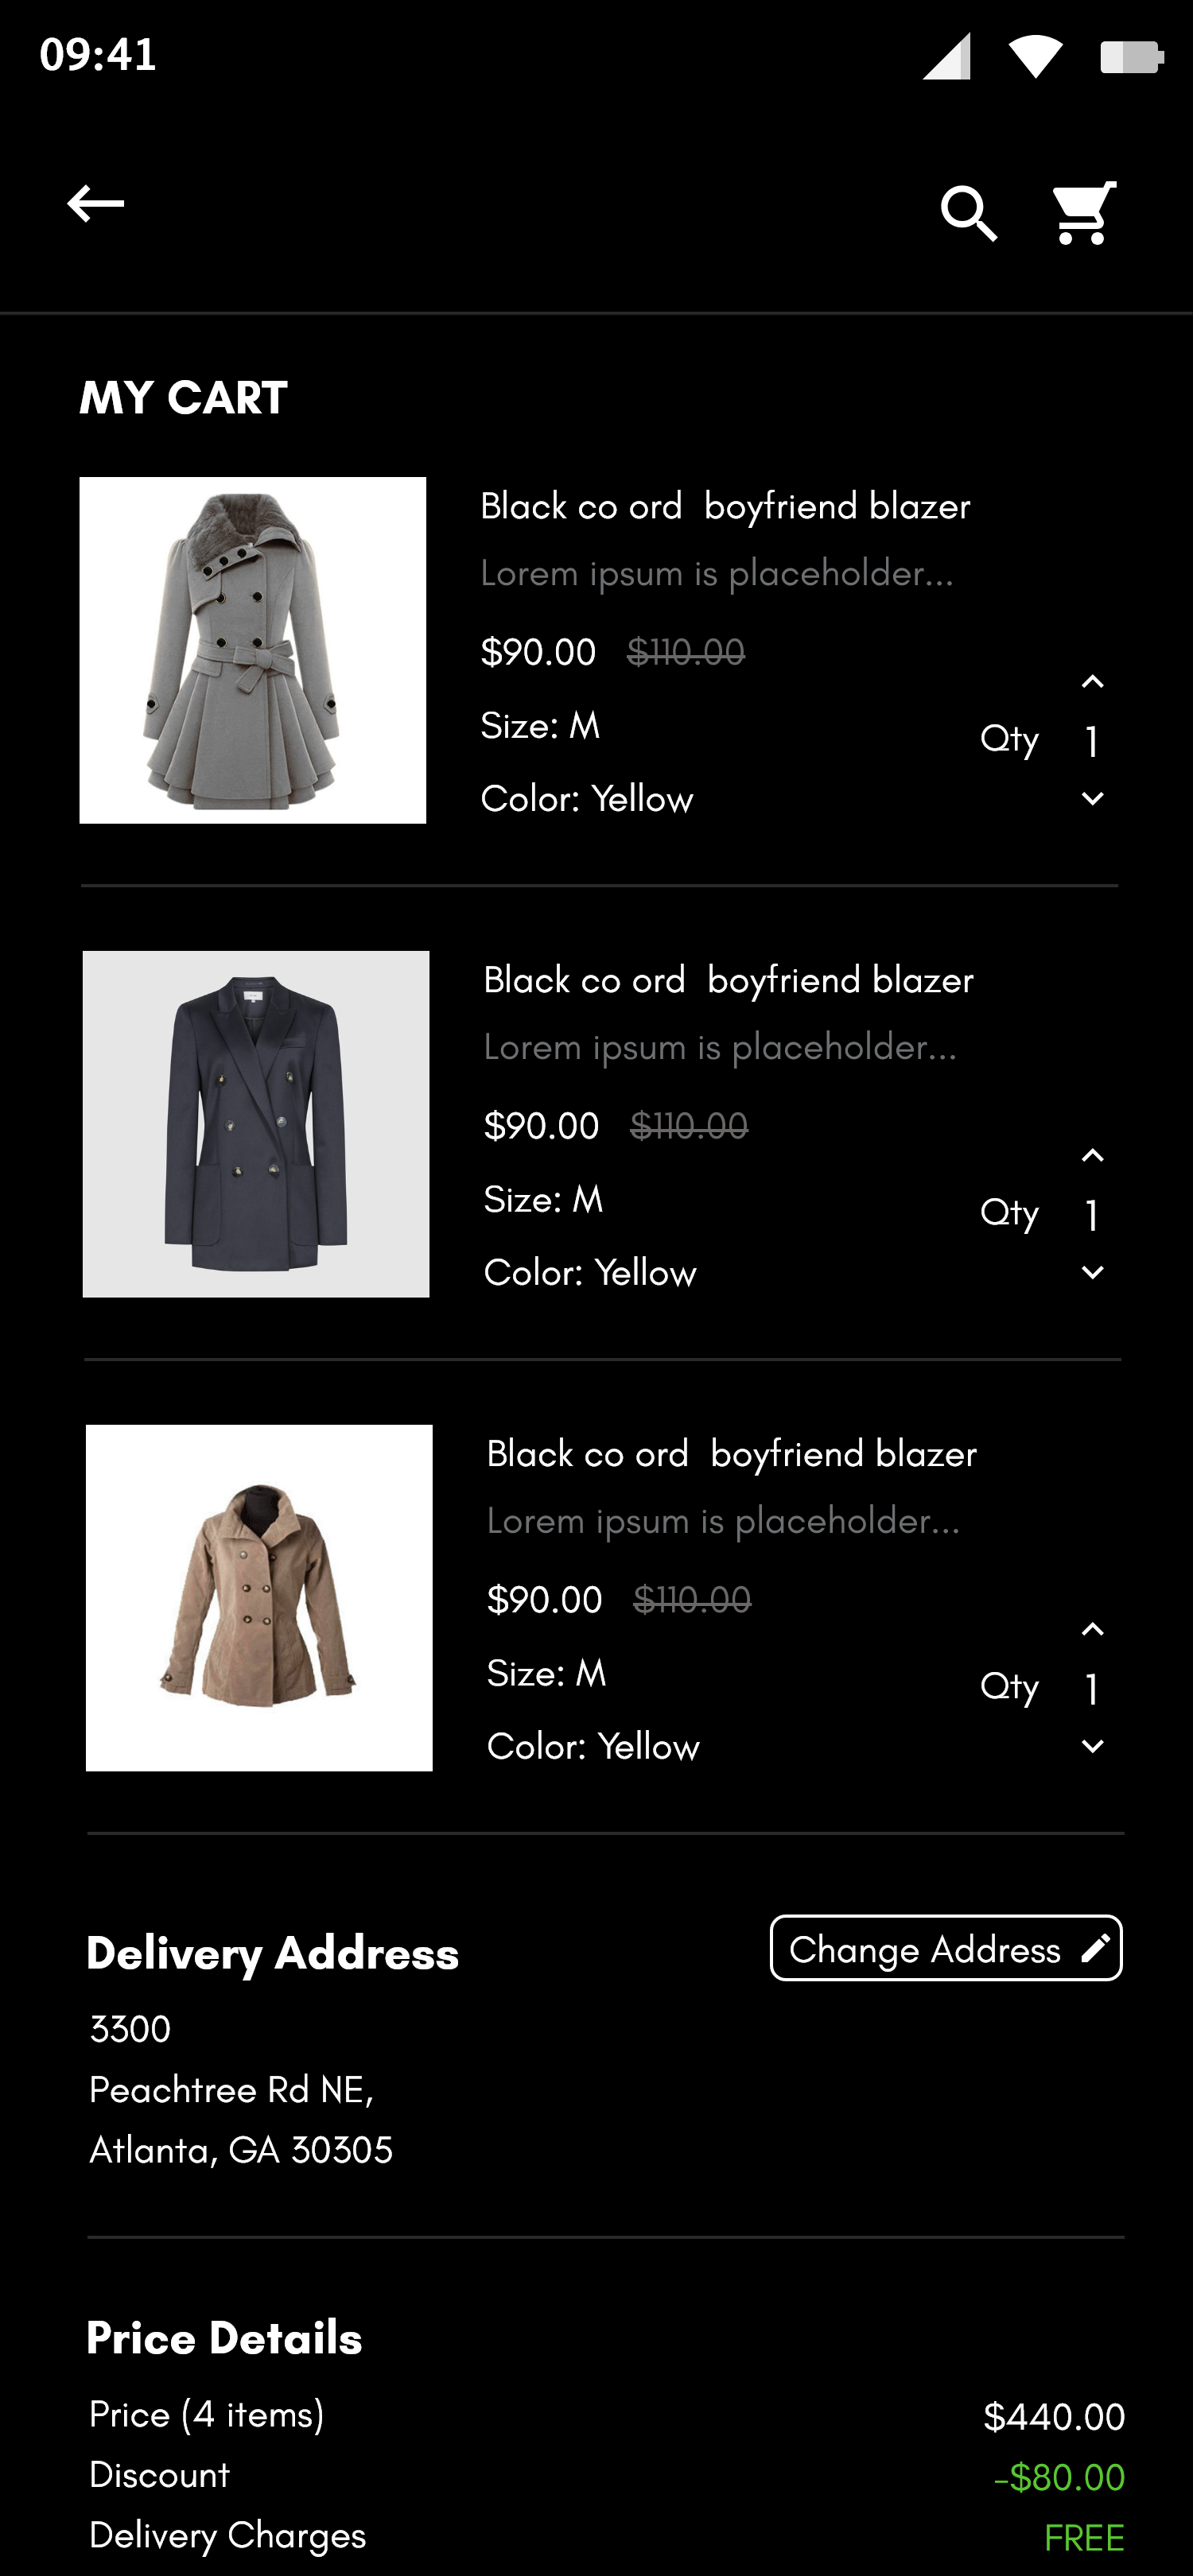 09:41
MY CART
Black co ord boyfriend blazer
Lorem ipsum is placeholder...
$90.00 $110.00
Size: M
Qty 1
Color: Yellow
Black co ord boyfriend blazer
Lorem ipsum is placeholder...
$90.00 $110.00
Size: M
Qty 1
Color: Yellow
Black co ord boyfriend blazer
Lorem ipsum is placeholder...
$90.00 $110.00
Size: M
Qty 1
Color: Yellow
Delivery Address
Change Address
3300
Peachtree Rd NE,
Atlanta, GA 30305
Price Details
Price (4 items) $440.00
Discount -$80.00
Delivery Charges FREE